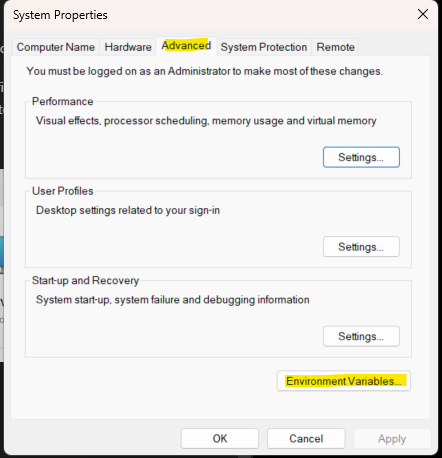 System Properties
Computer Name Hardware Advanced System Protection Remote
You must be logged on as an Administrator to make most of these changes.
Performance
Visual effects, processor scheduling, memory usage and virtual memory
Settings...
User Profiles
Desktop settings related to your sign-in
Settings...
Start-up and Recovery
System start-up, system failure and debugging information
Settings...
Environment Variables...
OK Cancel Apply